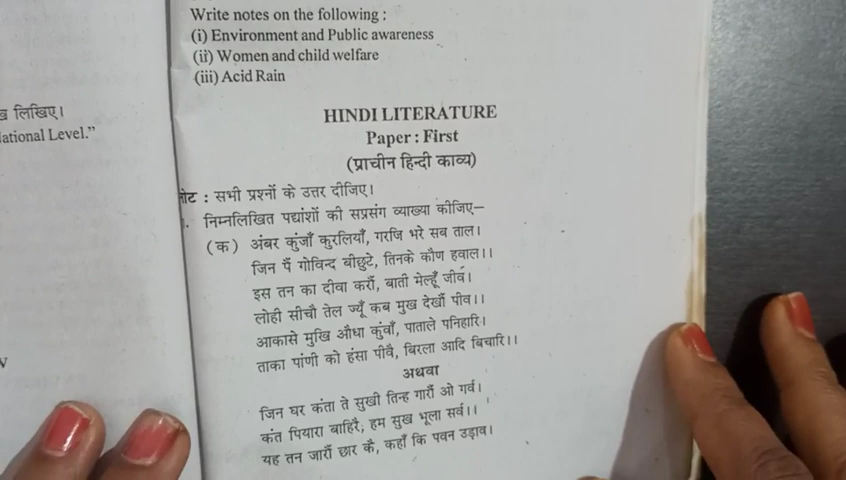 Write notes on the following :
(i) Environment and Public awareness
(ii) Women and child welfare
(iii) Acid Rain
लिखिए।
ational Level."
HINDI LITERATURE
Paper : First
(प्राचीन हिन्दी काव्य)
नोट : सभी प्रश्नों के उत्तर दीजिए।
निम्नलिखित पद्यांशों की सप्रसंग व्याख्या कीजिए–
(क) अंबर कुंजाँ कुरलियाँ, गरजि भरे सब ताल।
जिन पैं गोविन्द बीछुटे, तिनके कौण हवाल।।
इस तन का दीवा करौं, बाती मेल्हूँ जीव।
लोही सीचौ तेल ज्यूँ कब मुख देखौं पीव।।
आकासे मुखि औधा कुंवाँ, पाताले पनिहारि।
ताका पांणी को हंसा पीवै, बिरला आदि बिचारि।।
अथवा
जिन घर कंता ते सुखी तिन्ह गारौं ओ गर्व।
कंत पियारा बाहिरै, हम सुख भूला सर्व।।
यह तन जारौं छार कै, कहाँ कि पवन उड़ाव।